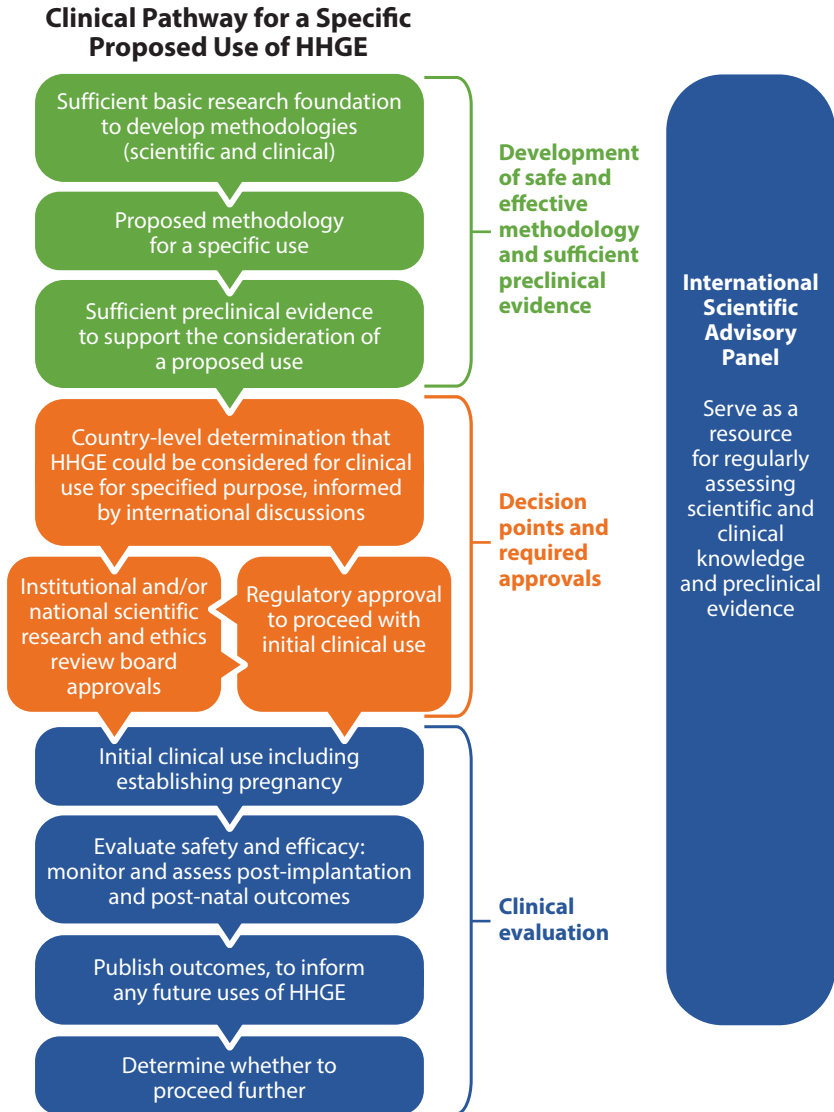 Clinical Pathway for a Specific
Proposed Use of HHGE
Sufficient basic research foundation
to develop methodologies
(scientific and clinical)
Proposed methodology
for a specific use
Sufficient preclinical evidence
to support the consideration of
a proposed use
Development
of safe and
effective
methodology
and sufficient
preclinical
evidence
Country-level determination that
HHGE could be considered for clinical
use for specified purpose, informed
by international discussions
Institutional and/or
national scientific
research and ethics
review board
approvals
Regulatory approval
to proceed with
initial clinical use
Decision
points and
required
approvals
Initial clinical use including
establishing pregnancy
Evaluate safety and efficacy:
monitor and assess post-implantation
and post-natal outcomes
Publish outcomes, to inform
any future uses of HHGE
Determine whether to
proceed further
Clinical
evaluation
International
Scientific
Advisory
Panel
Serve as a
resource
for regularly
assessing
scientific and
clinical
knowledge
and preclinical
evidence